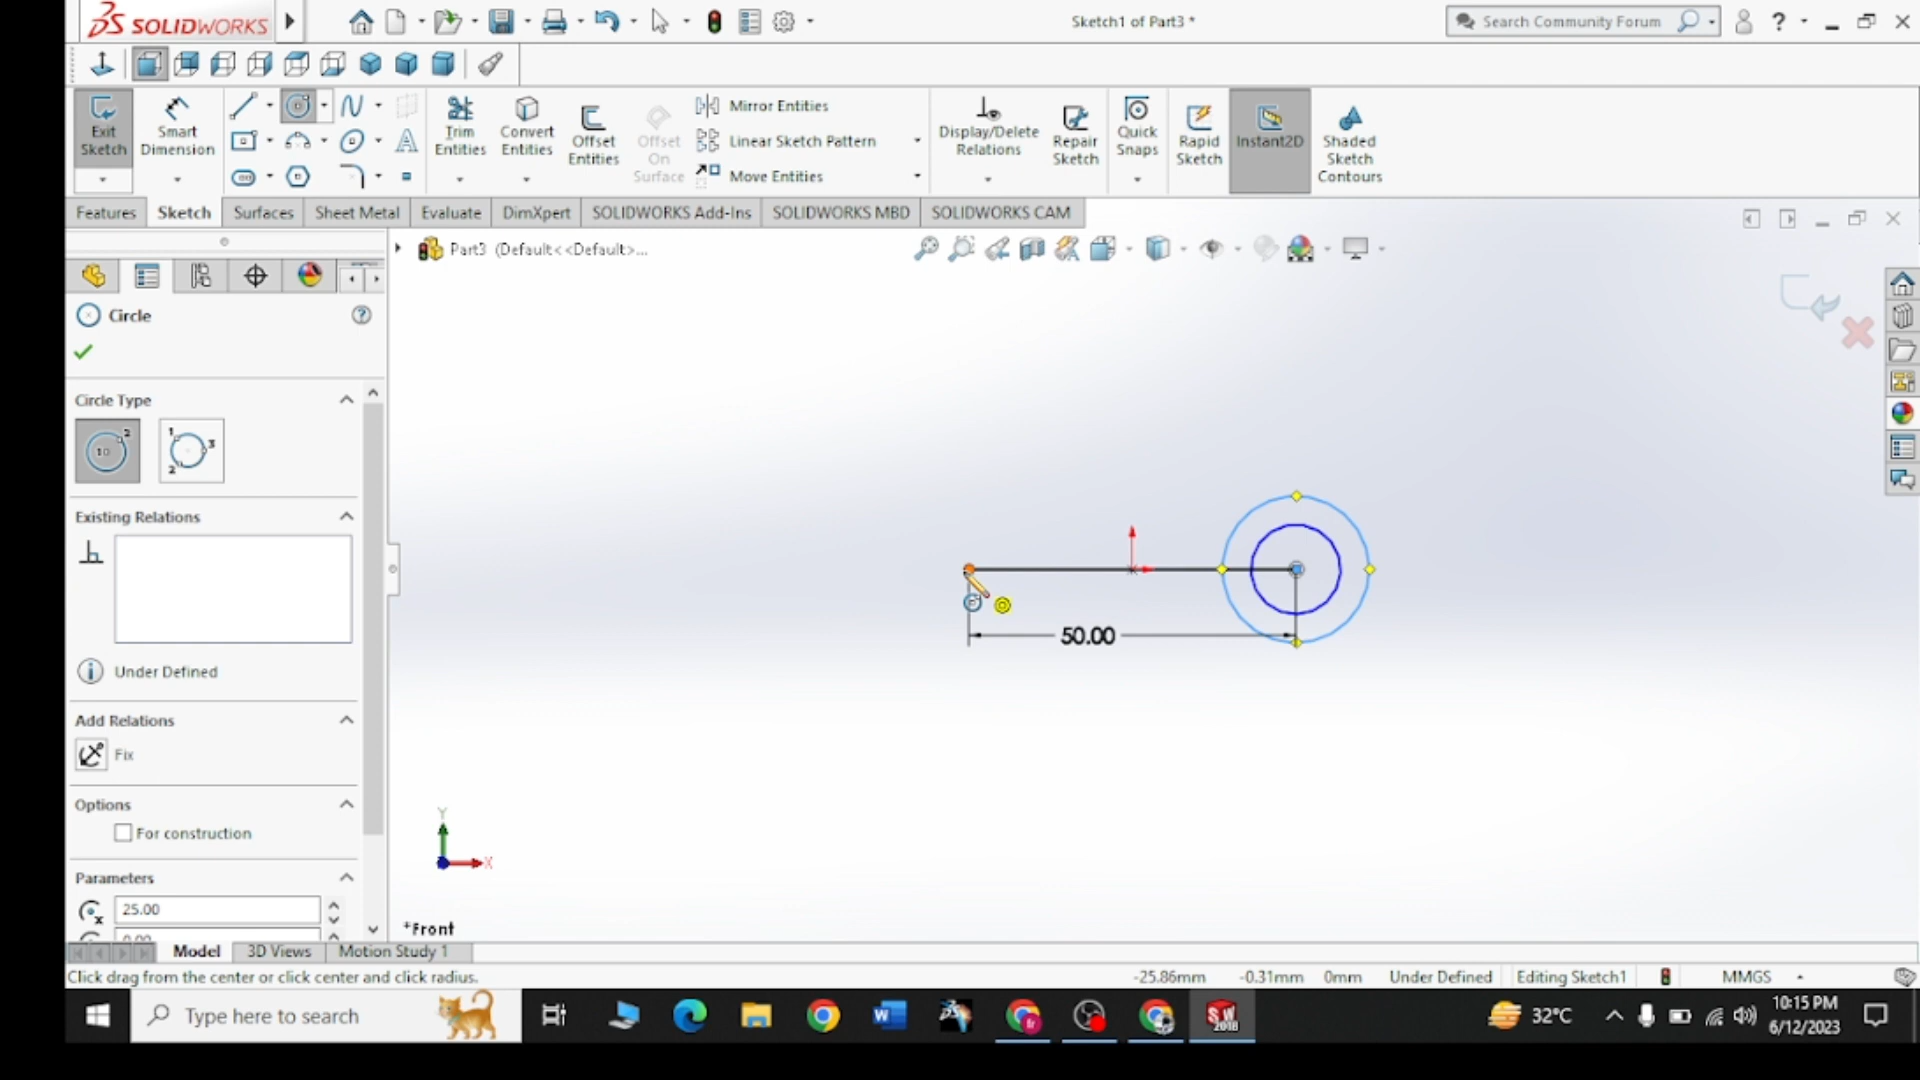 SOLIDWORKS
Sketch1 of Part3 *
Search Community Forum
?
Exit Sketch
Smart Dimension
Trim Entities
Convert Entities
Offset Entities
Offset On Surface
Mirror Entities
Linear Sketch Pattern
Move Entities
Display/Delete Relations
Repair Sketch
Quick Snaps
Rapid Sketch
Instant2D
Shaded Sketch Contours
Features Sketch Surfaces Sheet Metal Evaluate DimXpert SOLIDWORKS Add-Ins SOLIDWORKS MBD SOLIDWORKS CAM
Part3 (Default<<Default>...
Circle
Circle Type
Existing Relations
Under Defined
Add Relations
Fix
Options
For construction
Parameters
25.00
0.00
50.00
Y
X
*Front
Model 3D Views Motion Study 1
Click drag from the center or click center and click radius.
-25.86mm -0.31mm 0mm Under Defined Editing Sketch1 MMGS
Type here to search
SW 2018
32°C
10:15 PM
6/12/2023